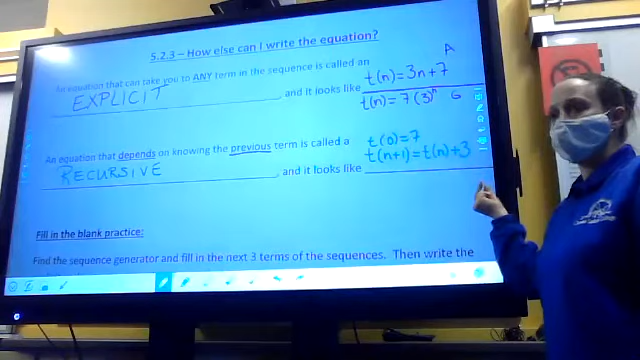 5.2.3 – How else can I write the equation?
An equation that can take you to ANY term in the sequence is called an
A
EXPLICIT , and it looks like t(n)=3n+7
t(n)=7(3)ⁿ G
t(0)=7
An equation that depends on knowing the previous term is called a
t(n+1)=t(n)+3
RECURSIVE , and it looks like
Fill in the blank practice:
Find the sequence generator and fill in the next 3 terms of the sequences. Then write the